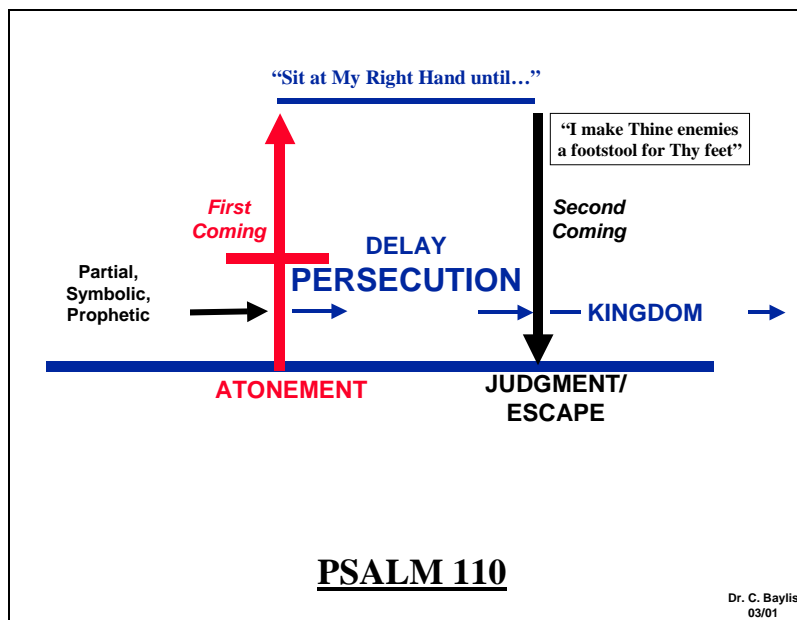 “Sit at My Right Hand until…”
“I make Thine enemies
a footstool for Thy feet”
First
Coming
Second
Coming
DELAY
PERSECUTION
Partial,
Symbolic,
Prophetic
KINGDOM
ATONEMENT
JUDGMENT/
ESCAPE
PSALM 110
Dr. C. Baylis
03/01